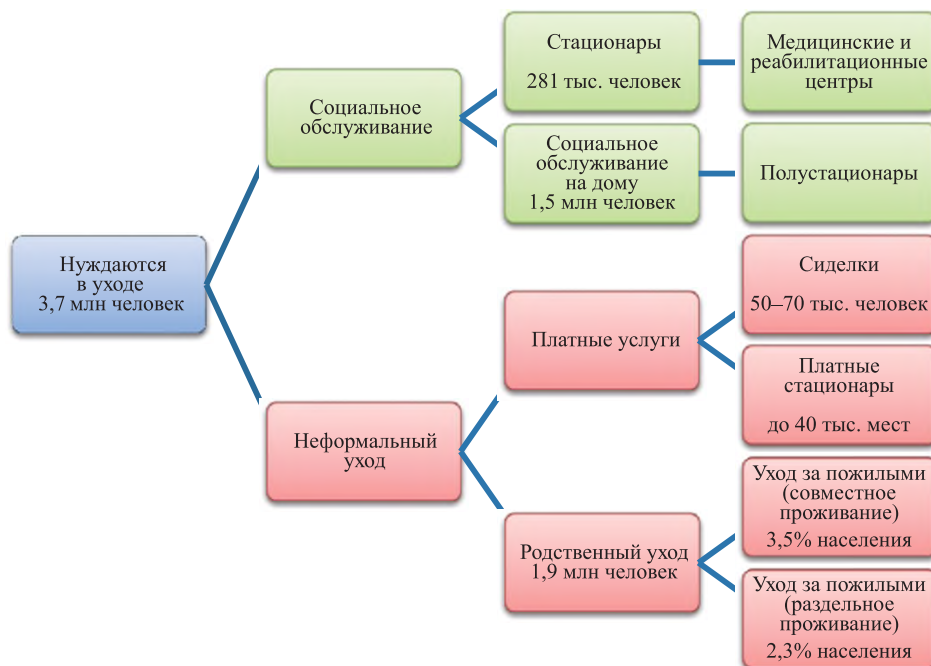 Нуждаются
в уходе
3,7 млн человек
Социальное
обслуживание
Стационары
281 тыс. человек
Медицинские и
реабилитационные
центры
Социальное
обслуживание
на дому
1,5 млн человек
Полустационары
Неформальный
уход
Платные услуги
Сиделки
50–70 тыс. человек
Платные
стационары
до 40 тыс. мест
Родственный уход
1,9 млн человек
Уход за пожилыми
(совместное
проживание)
3,5% населения
Уход за пожилыми
(раздельное
проживание)
2,3% населения